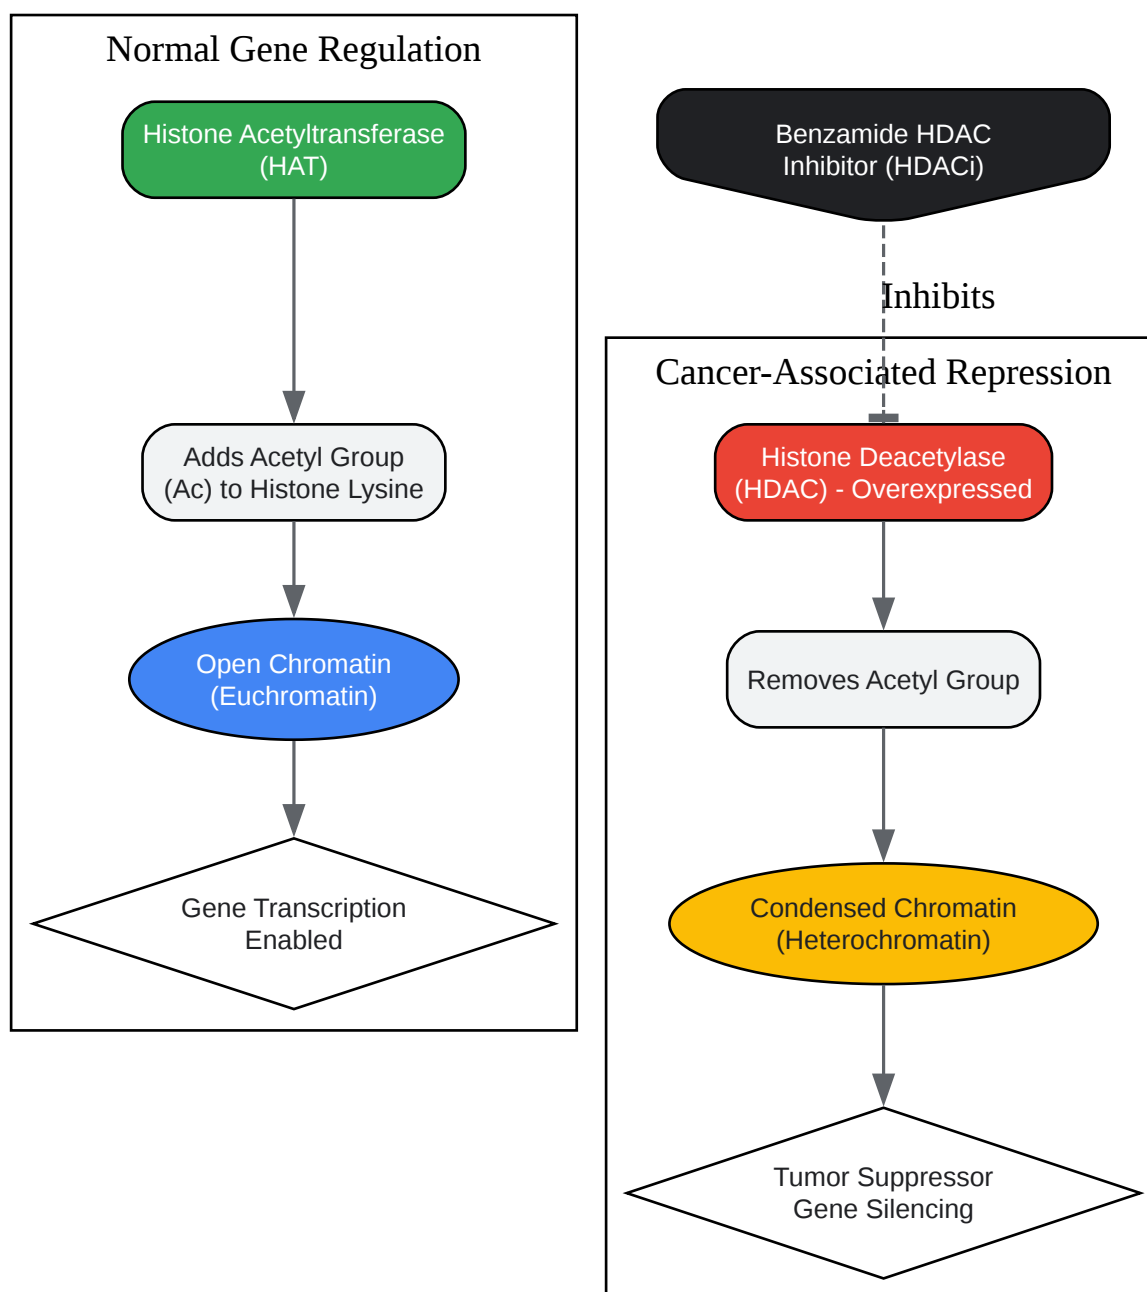 Normal Gene Regulation
Histone Acetyltransferase
(HAT)
Adds Acetyl Group
(Ac) to Histone Lysine
Open Chromatin
(Euchromatin)
Gene Transcription
Enabled
Benzamide HDAC
Inhibitor (HDACi)
Inhibits
Cancer-Associated Repression
Histone Deacetylase
(HDAC) - Overexpressed
Removes Acetyl Group
Condensed Chromatin
(Heterochromatin)
Tumor Suppressor
Gene Silencing